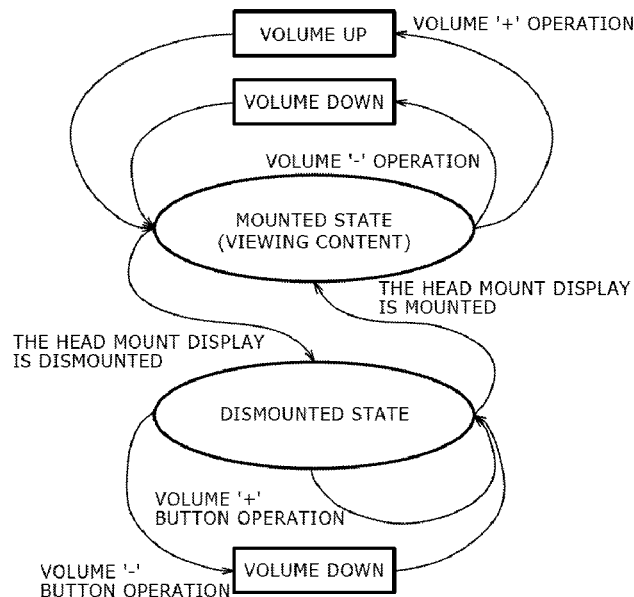 VOLUME UP
VOLUME '+' OPERATION
VOLUME DOWN
VOLUME '-' OPERATION
MOUNTED STATE
(VIEWING CONTENT)
THE HEAD MOUNT DISPLAY
IS MOUNTED
THE HEAD MOUNT DISPLAY
IS DISMOUNTED
DISMOUNTED STATE
VOLUME '+'
BUTTON OPERATION
VOLUME '-'
BUTTON OPERATION
VOLUME DOWN